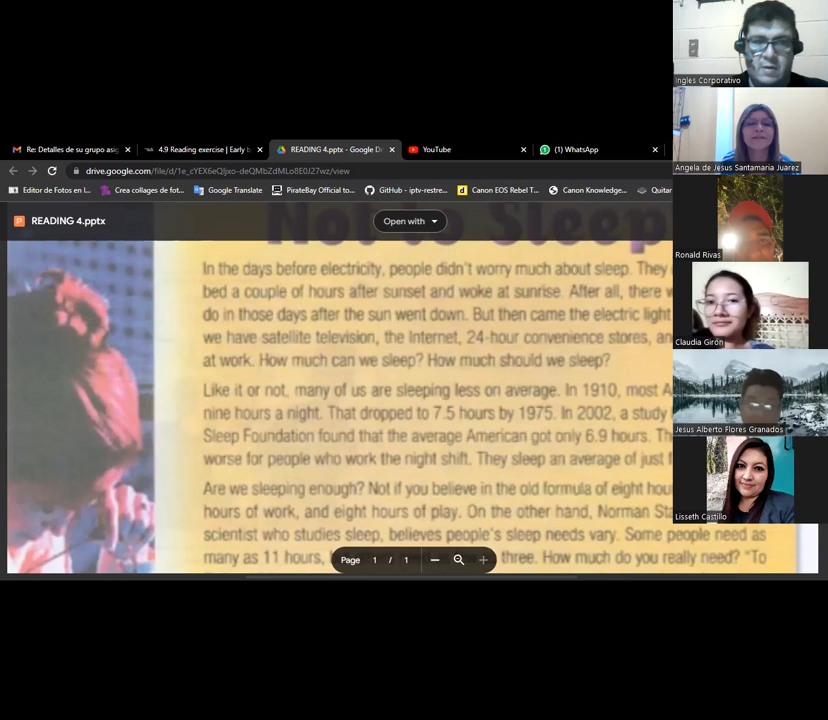 Re: Detalles de su grupo asig
4.9 Reading exercise | Early b
READING 4.pptx - Google Dr
YouTube
(1) WhatsApp
drive.google.com/file/d/1e_cYEX6eQJjxo-deQMbZdMLo8E0J27wz/view
Editor de Fotos en l...
Crea collages de fot...
Google Translate
PirateBay Official to...
GitHub - iptv-restre...
Canon EOS Rebel T...
Canon Knowledge...
Quitar
READING 4.pptx
Open with
Not to Sleep
In the days before electricity, people didn't worry much about sleep. They
bed a couple of hours after sunset and woke at sunrise. After all, there
do in those days after the sun went down. But then came the electric light
we have satellite television, the Internet, 24-hour convenience stores,
at work. How much can we sleep? How much should we sleep?
Like it or not, many of us are sleeping less on average. In 1910, most
nine hours a night. That dropped to 7.5 hours by 1975. In 2002, a study
Sleep Foundation found that the average American got only 6.9 hours.
worse for people who work the night shift. They sleep an average of just
Are we sleeping enough? Not if you believe in the old formula of eight
hours of work, and eight hours of play. On the other hand, Norman
scientist who studies sleep, believes people's sleep needs vary. Some people need as
many as 11 hours, three. How much do you really need? "To
Page 1 / 1
Ingles Corporativo
Angela de Jesus Santamaria Juarez
Ronald Rivas
Claudia Girón
Jesus Alberto Flores Granados
Lisseth Castillo